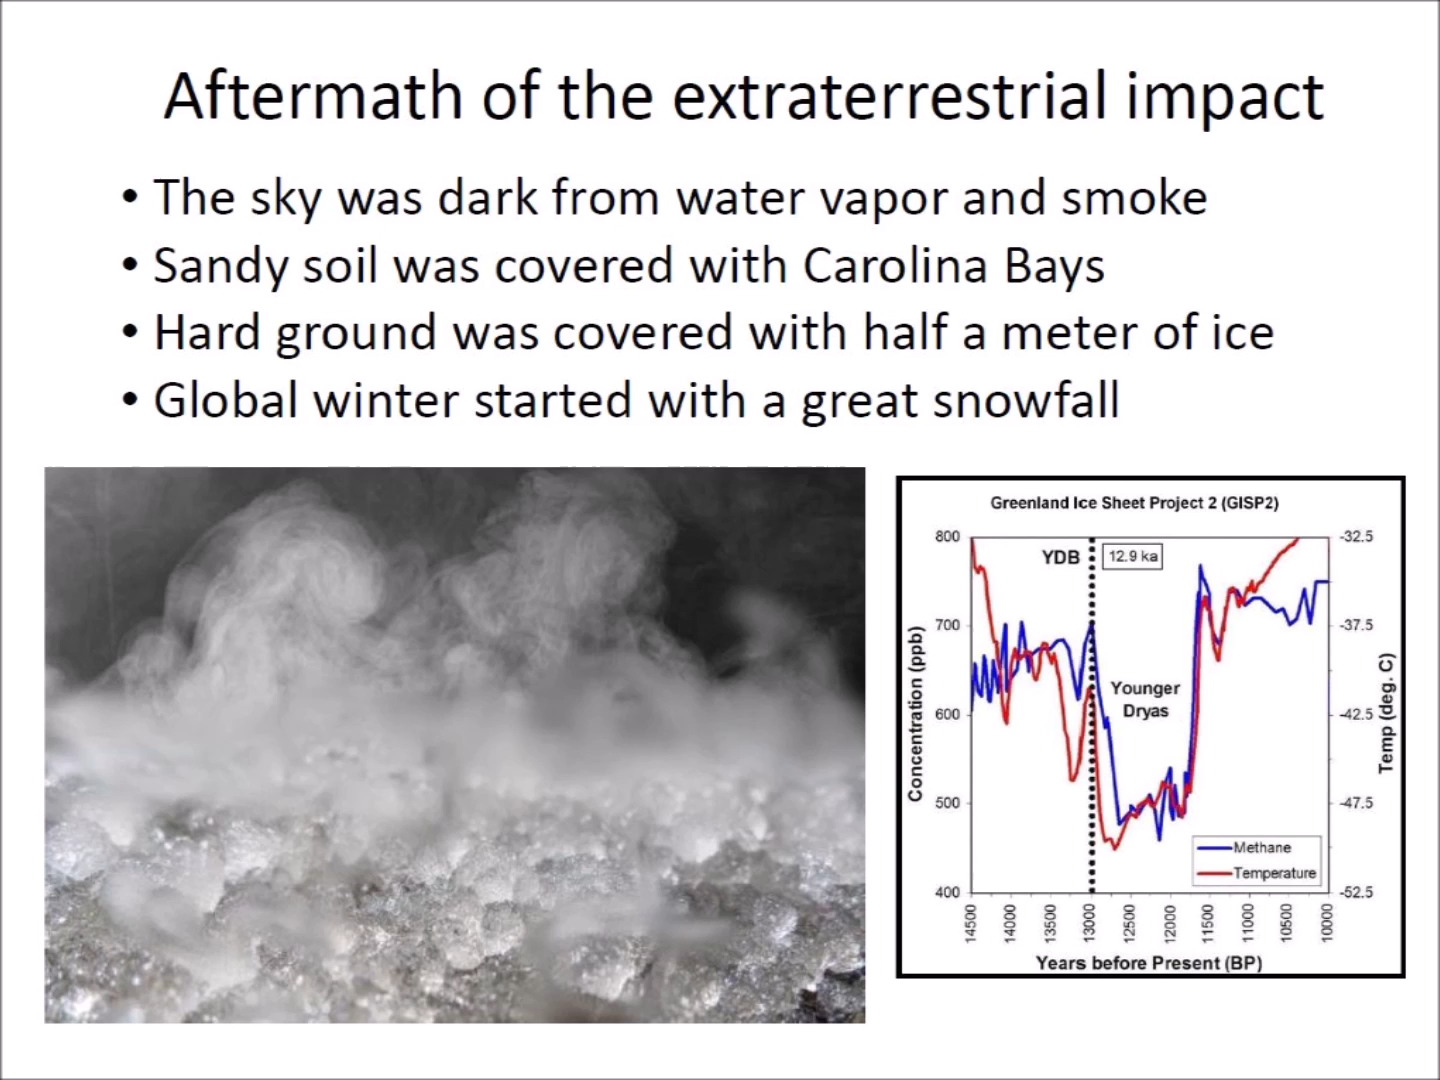 Aftermath of the extraterrestrial impact
• The sky was dark from water vapor and smoke
• Sandy soil was covered with Carolina Bays
• Hard ground was covered with half a meter of ice
• Global winter started with a great snowfall
Greenland Ice Sheet Project 2 (GISP2)
800
700
600
500
400
Concentration (ppb)
YDB
12.9 ka
Younger
Dryas
Methane
Temperature
-32.5
-37.5
-42.5
-47.5
-52.5
Temp (deg. C)
14500
14000
13500
13000
12500
12000
11500
11000
10500
10000
Years before Present (BP)